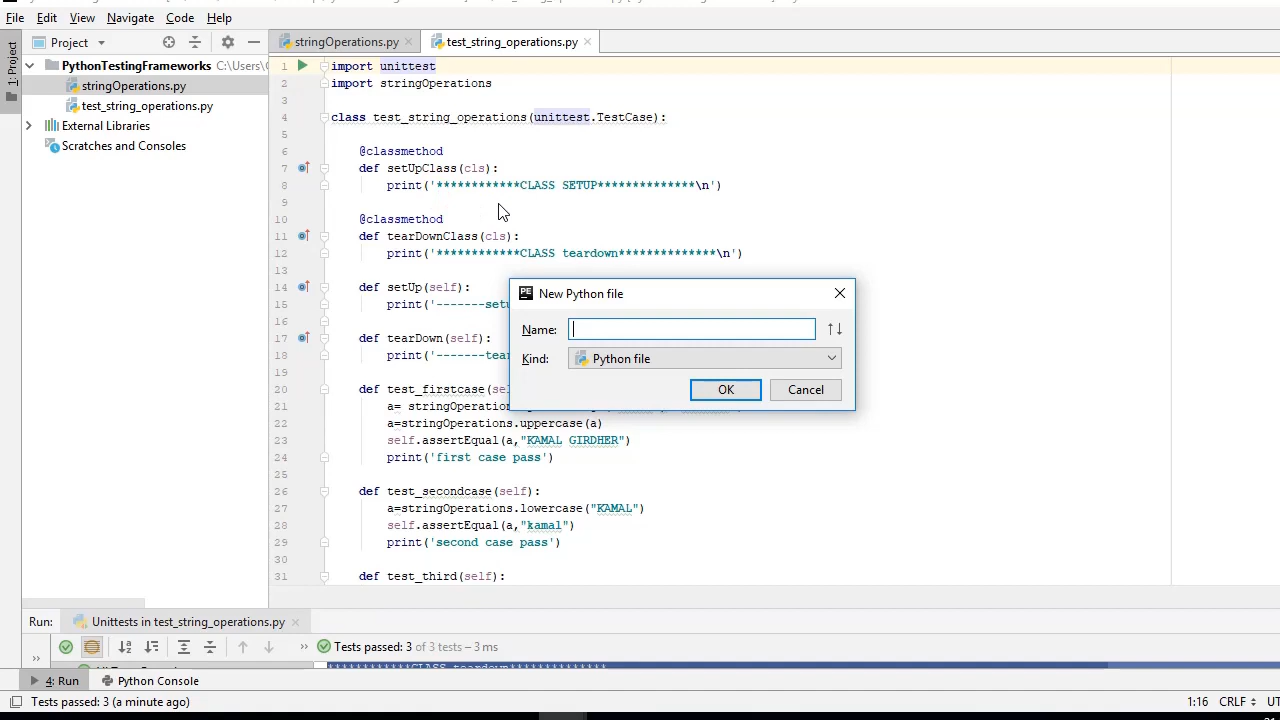 File Edit View Navigate Code Help
Project
stringOperations.py
test_string_operations.py
1: Project
PythonTestingFrameworks C:\Users\
stringOperations.py
test_string_operations.py
External Libraries
Scratches and Consoles
1 import unittest
2 import stringOperations
3
4 class test_string_operations(unittest.TestCase):
5
6 @classmethod
7 def setUpClass(cls):
8 print('************CLASS SETUP**************\n')
9
10 @classmethod
11 def tearDownClass(cls):
12 print('************CLASS teardown**************\n')
13
14 def setUp(self):
15 print('-------setu
16
17 def tearDown(self):
18 print('-------tear
19
20 def test_firstcase(sel
21 a= stringOperation
22 a=stringOperations.uppercase(a)
23 self.assertEqual(a,"KAMAL GIRDHER")
24 print('first case pass')
25
26 def test_secondcase(self):
27 a=stringOperations.lowercase("KAMAL")
28 self.assertEqual(a,"kamal")
29 print('second case pass')
30
31 def test_third(self):
PE New Python file
Name:
Kind: Python file
OK Cancel
Run: Unittests in test_string_operations.py
» » Tests passed: 3 of 3 tests – 3 ms
************CLASS teardown**************
4: Run Python Console
Tests passed: 3 (a minute ago) 1:16 CRLF UT